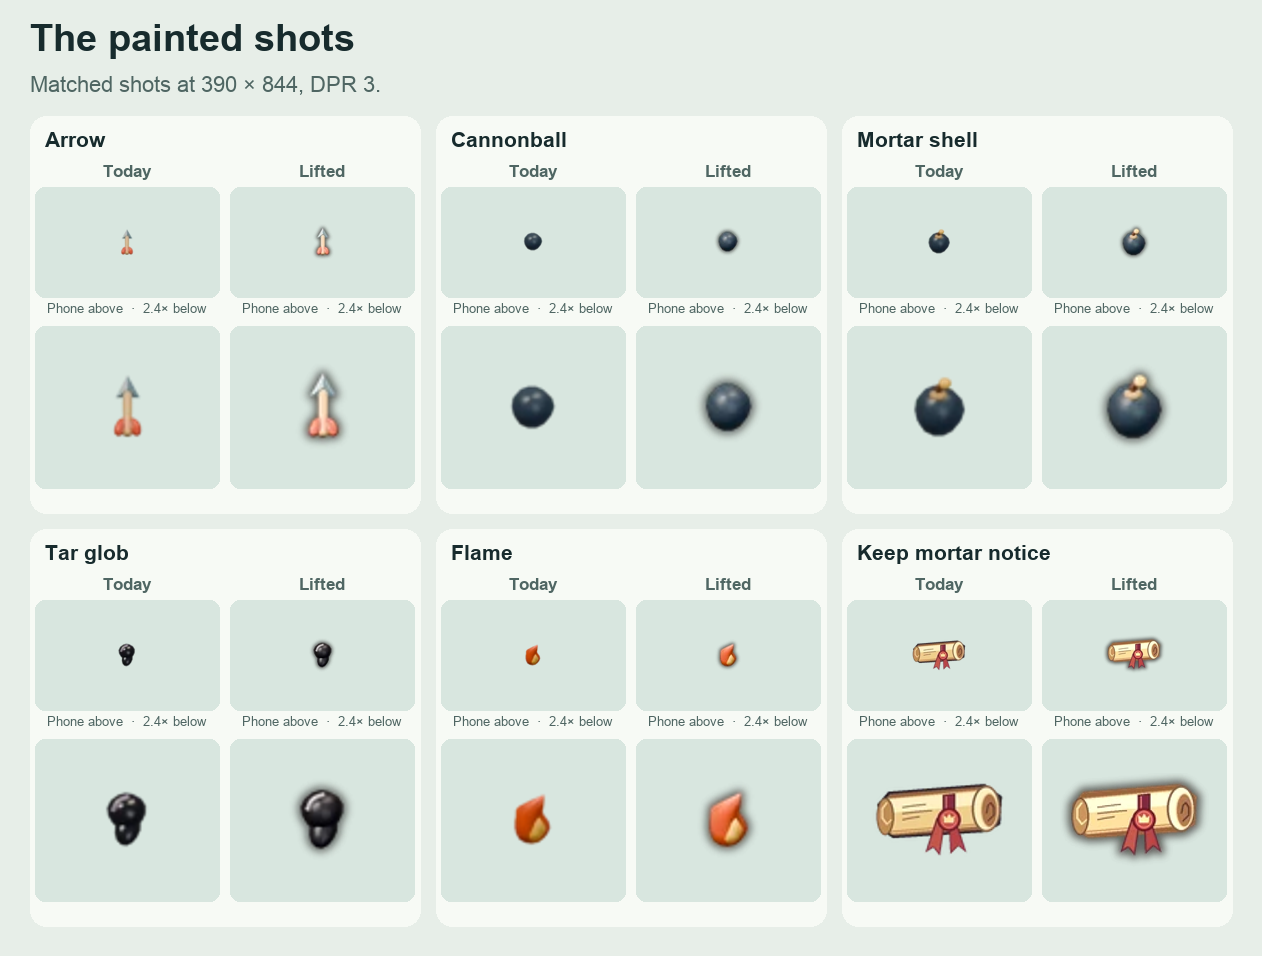 The painted shots
Matched shots at 390 × 844, DPR 3.
Arrow
Today Lifted
Phone above · 2.4× below Phone above · 2.4× below
Cannonball
Today Lifted
Phone above · 2.4× below Phone above · 2.4× below
Mortar shell
Today Lifted
Phone above · 2.4× below Phone above · 2.4× below
Tar glob
Today Lifted
Phone above · 2.4× below Phone above · 2.4× below
Flame
Today Lifted
Phone above · 2.4× below Phone above · 2.4× below
Keep mortar notice
Today Lifted
Phone above · 2.4× below Phone above · 2.4× below